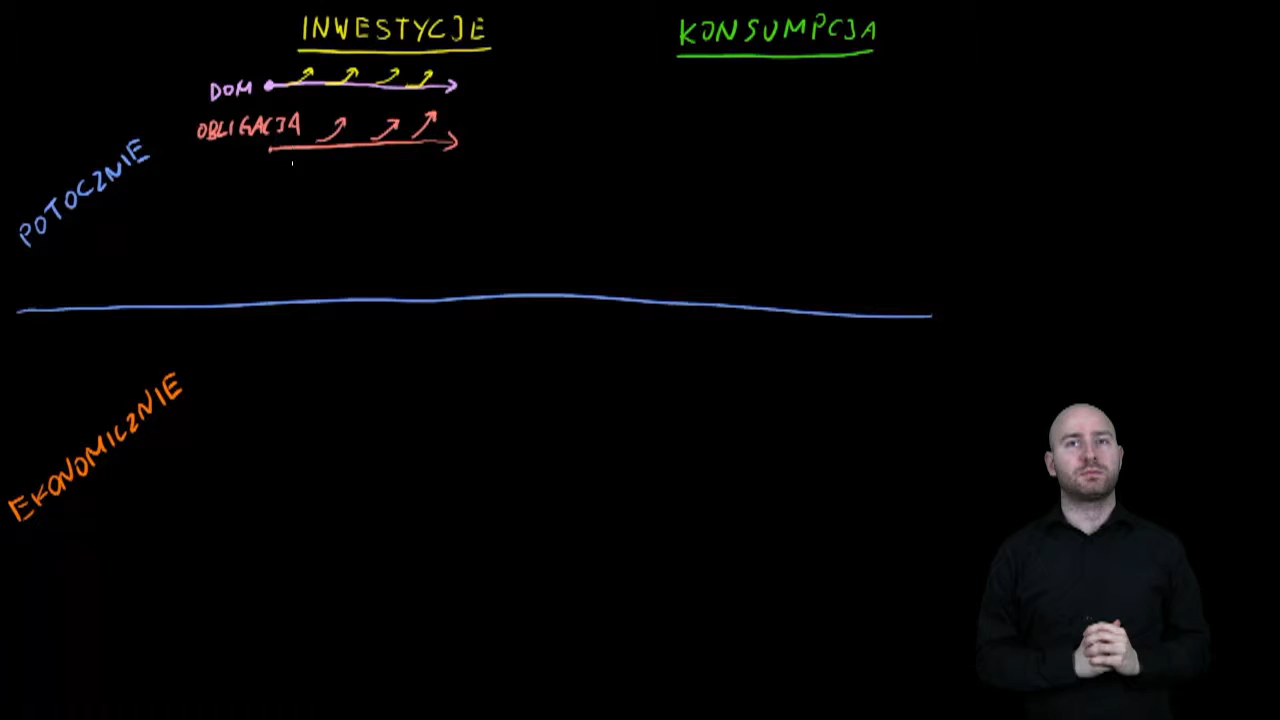 INWESTYCJE
KONSUMPCJA
DOM
OBLIGACJA
POTOCZNIE
EKONOMICZNIE